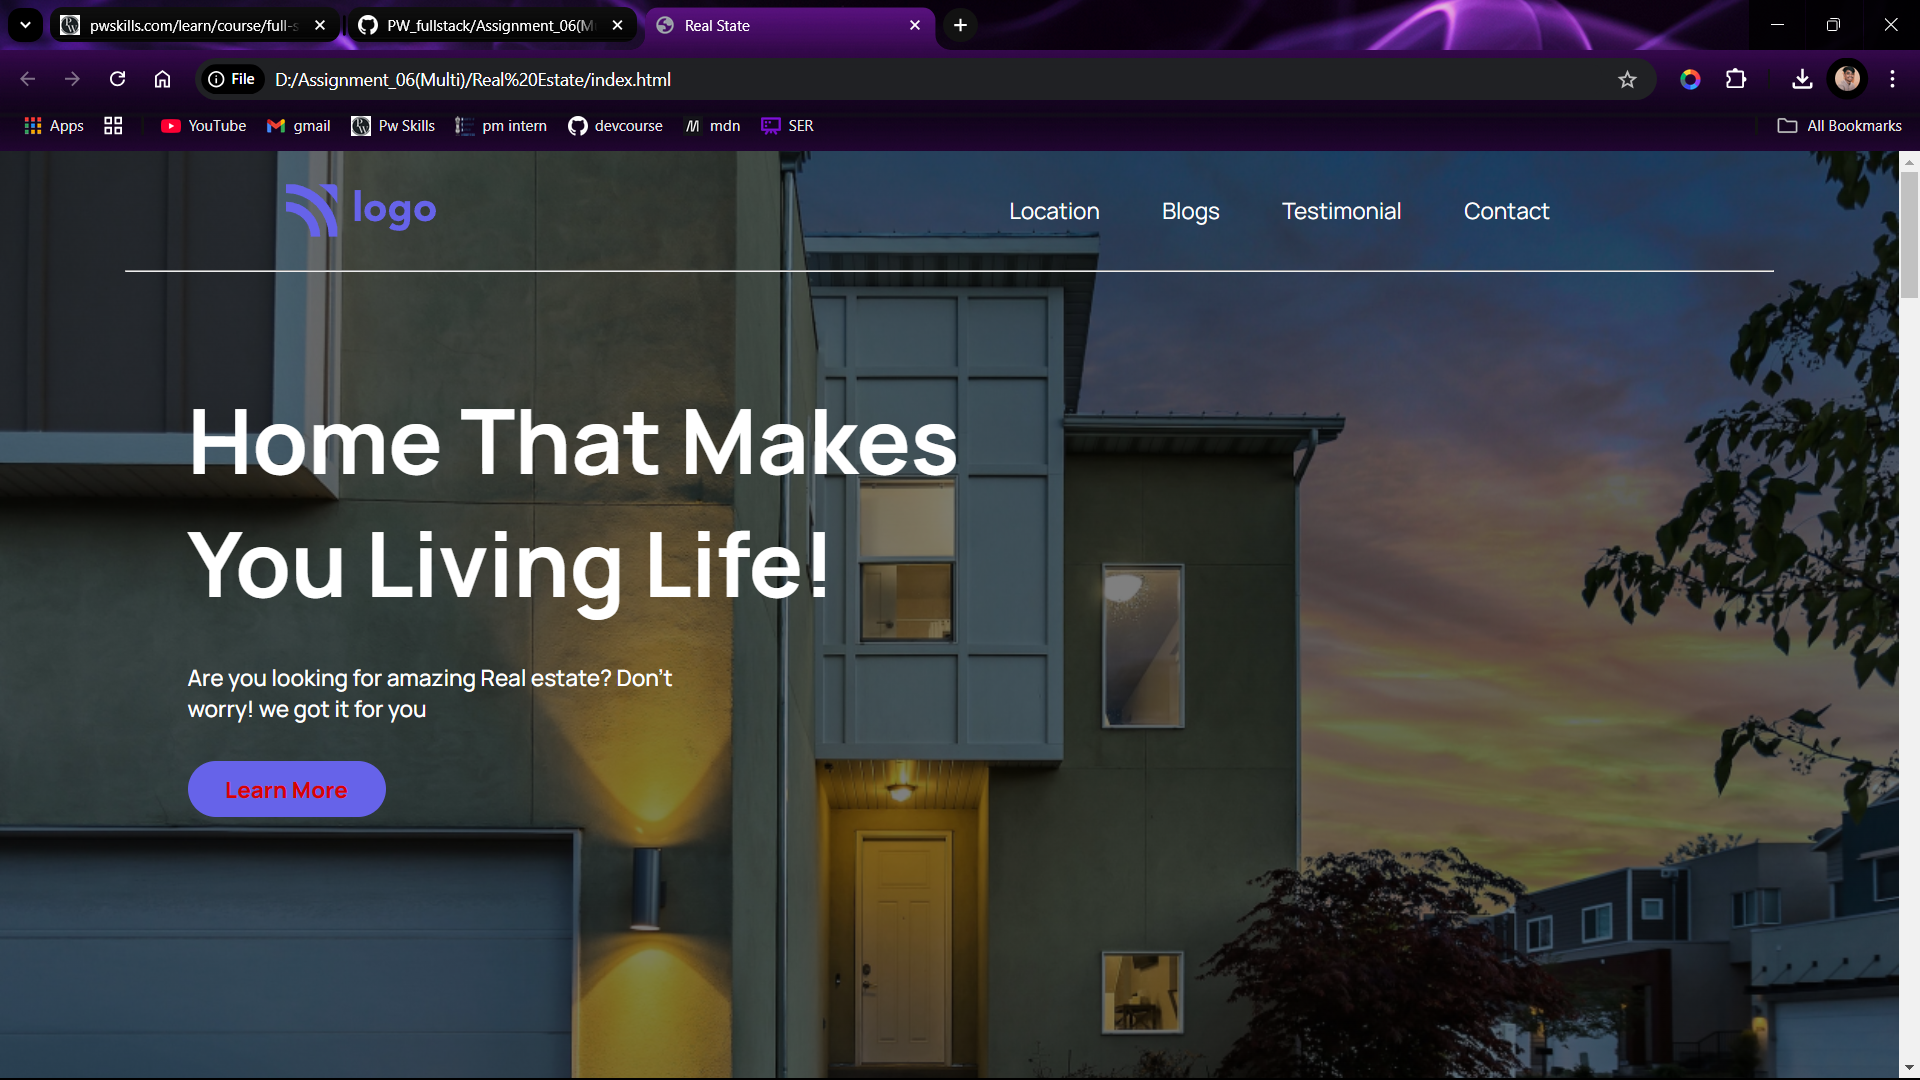 pwskills.com/learn/course/full-s
PW_fullstack/Assignment_06(M
Real State
File
D:/Assignment_06(Multi)/Real%20Estate/index.html
Apps
YouTube
gmail
Pw Skills
pm intern
devcourse
mdn
SER
All Bookmarks
logo
Location
Blogs
Testimonial
Contact
Home That Makes
You Living Life!
Are you looking for amazing Real estate? Don't
worry! we got it for you
Learn More